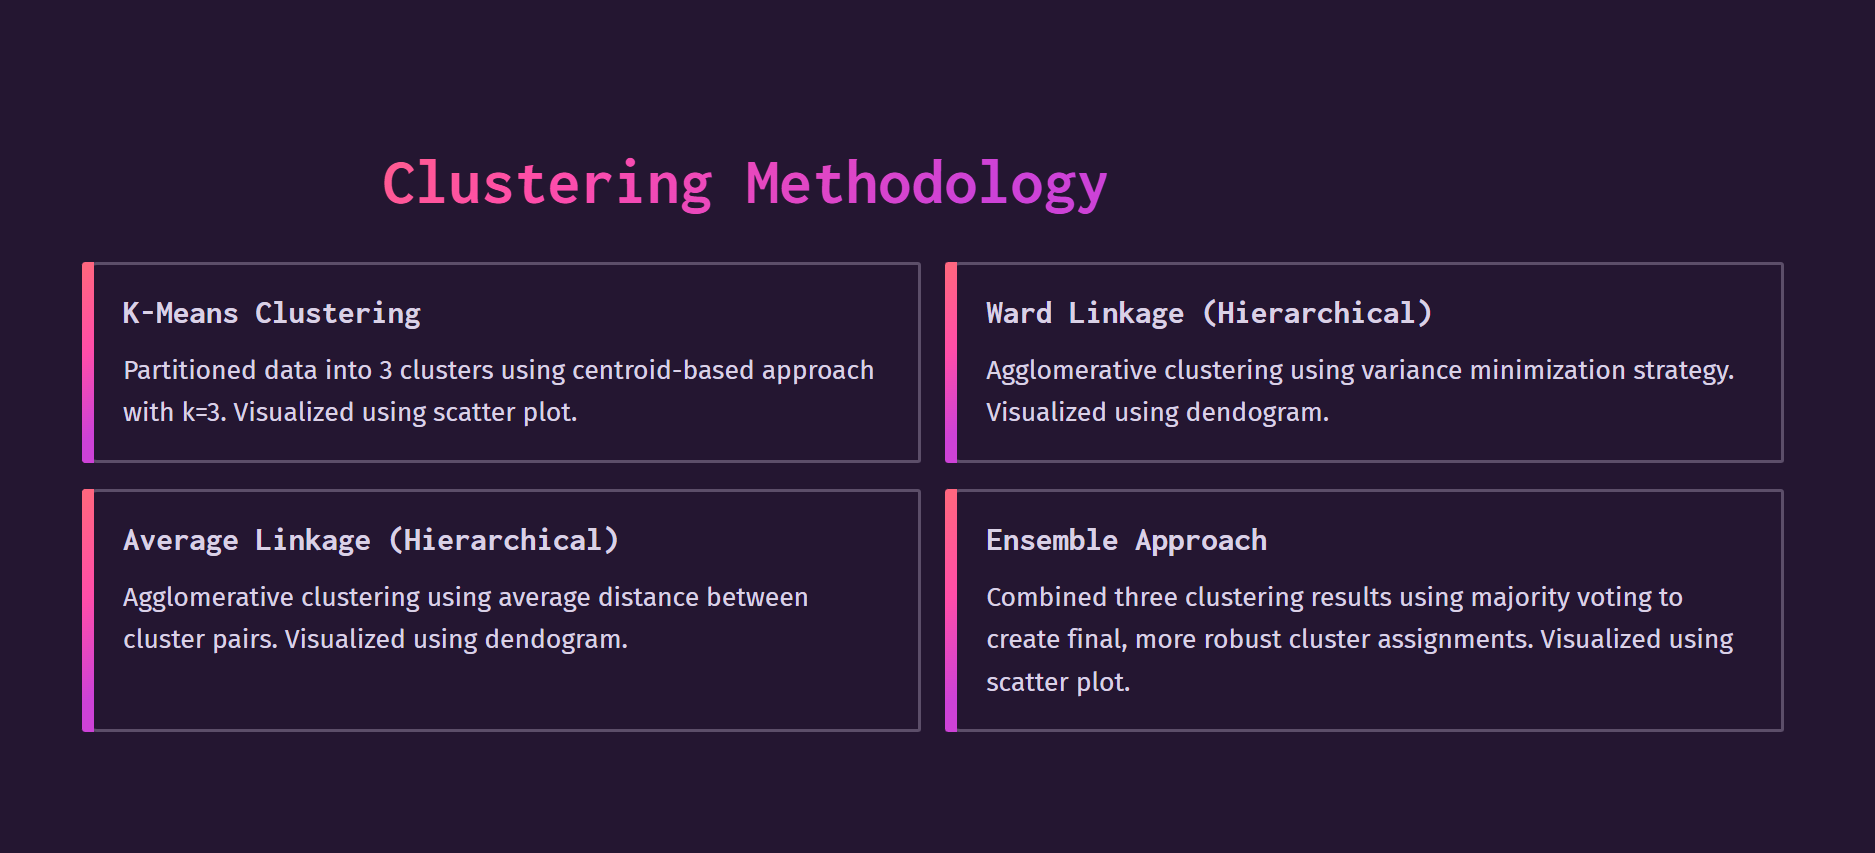 Clustering Methodology
K-Means Clustering
Partitioned data into 3 clusters using centroid-based approach
with k=3. Visualized using scatter plot.
Ward Linkage (Hierarchical)
Agglomerative clustering using variance minimization strategy.
Visualized using dendogram.
Average Linkage (Hierarchical)
Agglomerative clustering using average distance between
cluster pairs. Visualized using dendogram.
Ensemble Approach
Combined three clustering results using majority voting to
create final, more robust cluster assignments. Visualized using
scatter plot.